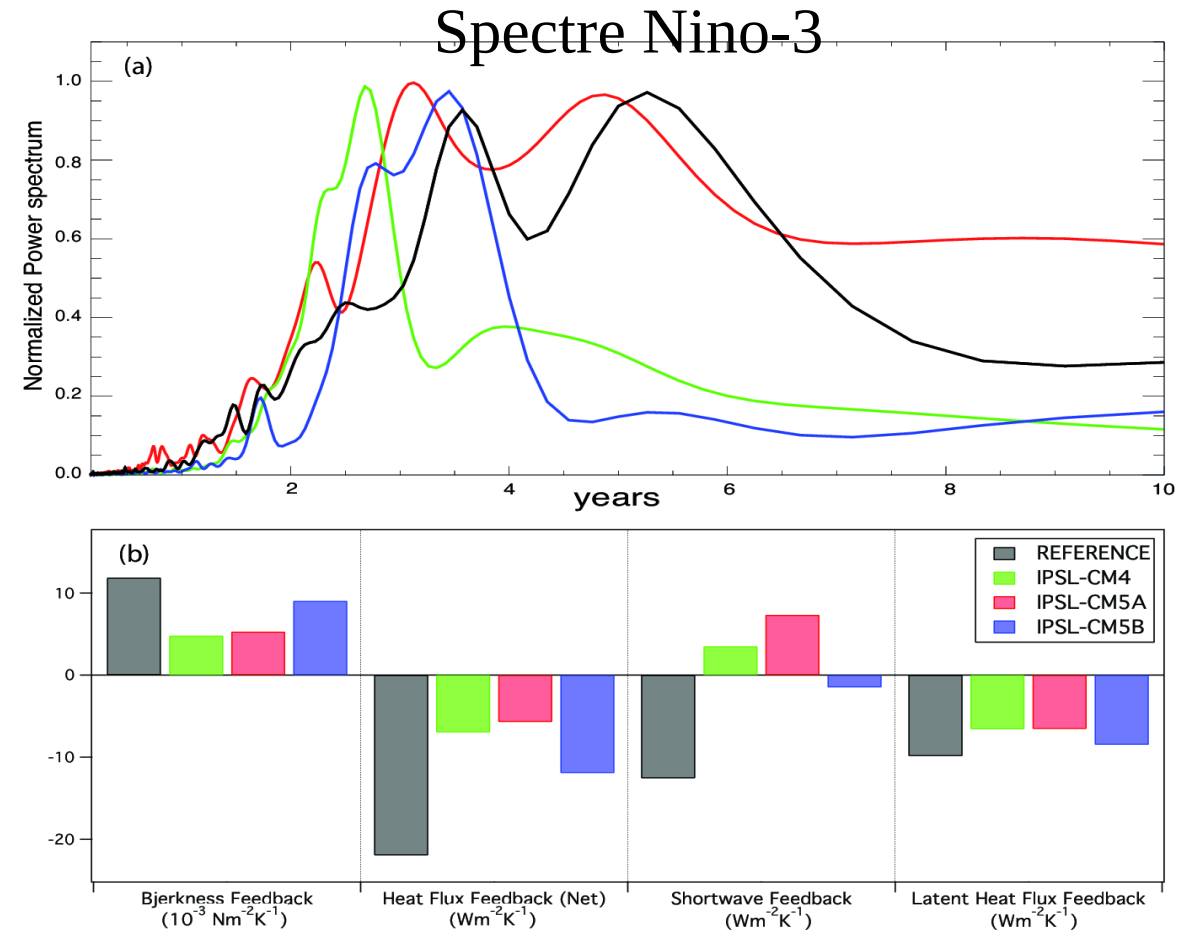 Spectre Nino-3
(a)
Normalized Power spectrum
1.0
0.8
0.6
0.4
0.2
0.0
2
4
6
8
10
years
(b)
REFERENCE
IPSL-CM4
IPSL-CM5A
IPSL-CM5B
10
0
-10
-20
Bjerkness Feedback
(10⁻³ Nm⁻²K⁻¹)
Heat Flux Feedback (Net)
(Wm⁻²K⁻¹)
Shortwave Feedback
(Wm⁻²K⁻¹)
Latent Heat Flux Feedback
(Wm⁻²K⁻¹)